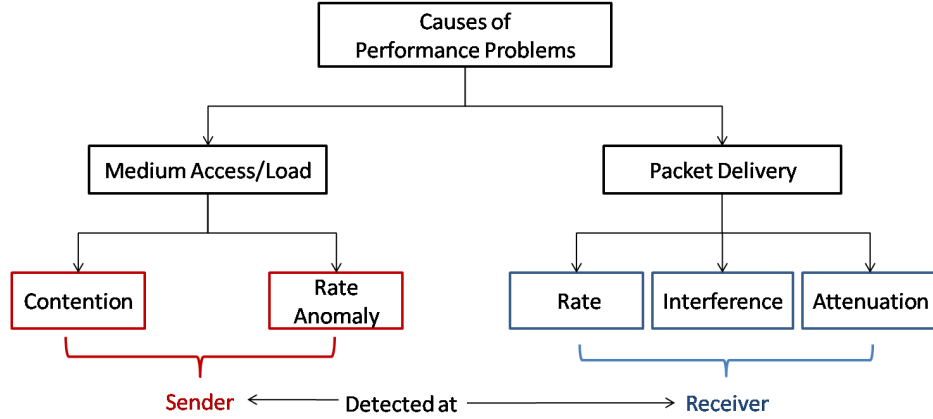 Causes of
Performance Problems
Medium Access/Load
Packet Delivery
Contention
Rate
Anomaly
Rate
Interference
Attenuation
Sender
Detected at
Receiver